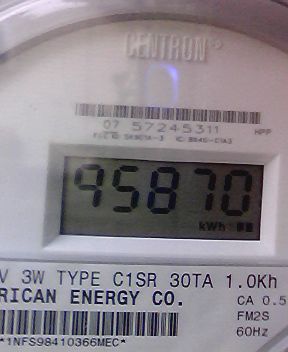 CENTRON®
07 57245311 HPP
95870
kWh
V 3W TYPE C1SR 30TA 1.0Kh
RICAN ENERGY CO. CA 0.5
FM2S
60Hz
*1NFS98410366MEC*